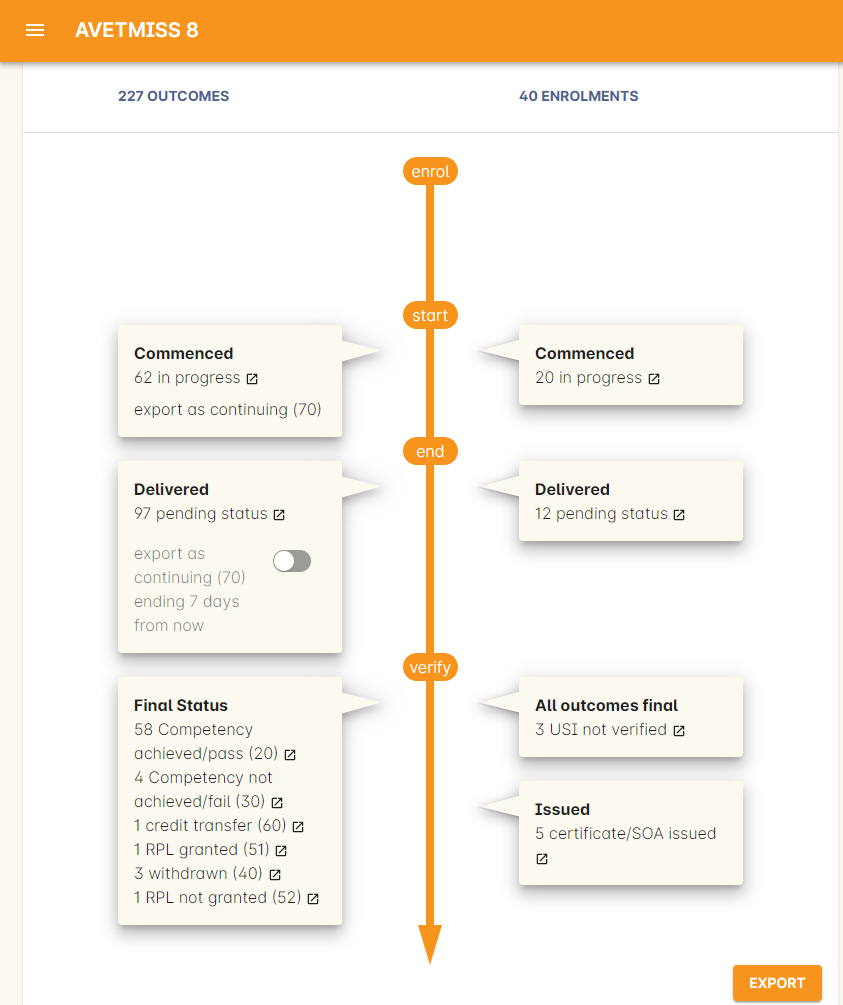 AVETMISS 8
227 OUTCOMES
40 ENROLMENTS
enrol
start
Commenced
62 in progress
export as continuing (70)
Commenced
20 in progress
end
Delivered
97 pending status
export as
continuing (70)
ending 7 days
from now
Delivered
12 pending status
verify
Final Status
58 Competency
achieved/pass (20)
4 Competency not
achieved/fail (30)
1 credit transfer (60)
1 RPL granted (51)
3 withdrawn (40)
1 RPL not granted (52)
All outcomes final
3 USI not verified
Issued
5 certificate/SOA issued
EXPORT